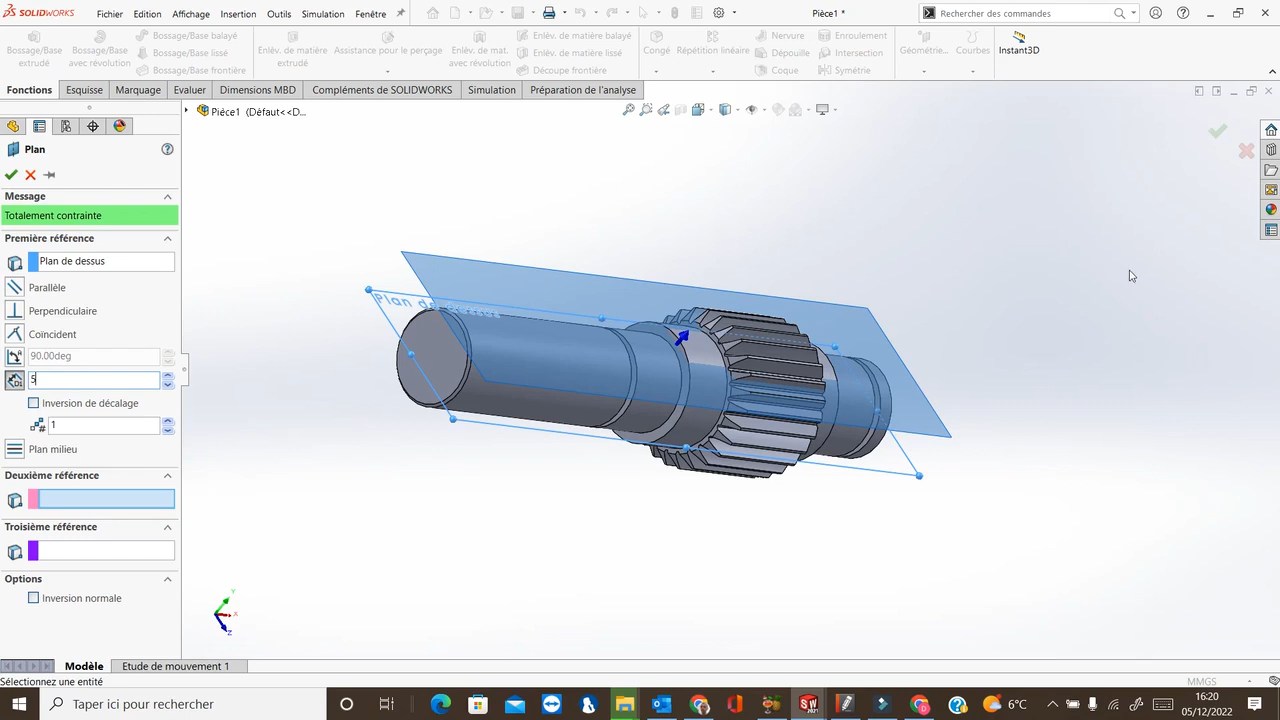 SOLIDWORKS Fichier Edition Affichage Insertion Outils Simulation Fenêtre Pièce1 * Rechercher des commandes
Bossage/Base extrudé
Bossage/Base avec révolution
Bossage/Base balayé
Bossage/Base lissé
Bossage/Base frontière
Enlèv. de matière extrudé
Assistance pour le perçage
Enlèv. de mat. avec révolution
Enlèv. de matière balayé
Enlèv. de matière lissé
Découpe frontière
Congé
Répétition linéaire
Nervure
Dépouille
Coque
Enroulement
Intersection
Symétrie
Géométrie...
Courbes
Instant3D
Fonctions Esquisse Marquage Evaluer Dimensions MBD Compléments de SOLIDWORKS Simulation Préparation de l'analyse
Pièce1 (Défaut<<D...
Plan
Message
Totalement contrainte
Première référence
Plan de dessus
Parallèle
Perpendiculaire
Coïncident
90.00deg
5
Inversion de décalage
1
Plan milieu
Deuxième référence
Troisième référence
Options
Inversion normale
Plan de dessus
Y
X
Z
Modèle Etude de mouvement 1
Sélectionnez une entité MMGS
Taper ici pour rechercher
SW
2021
6°C
16:20
05/12/2022